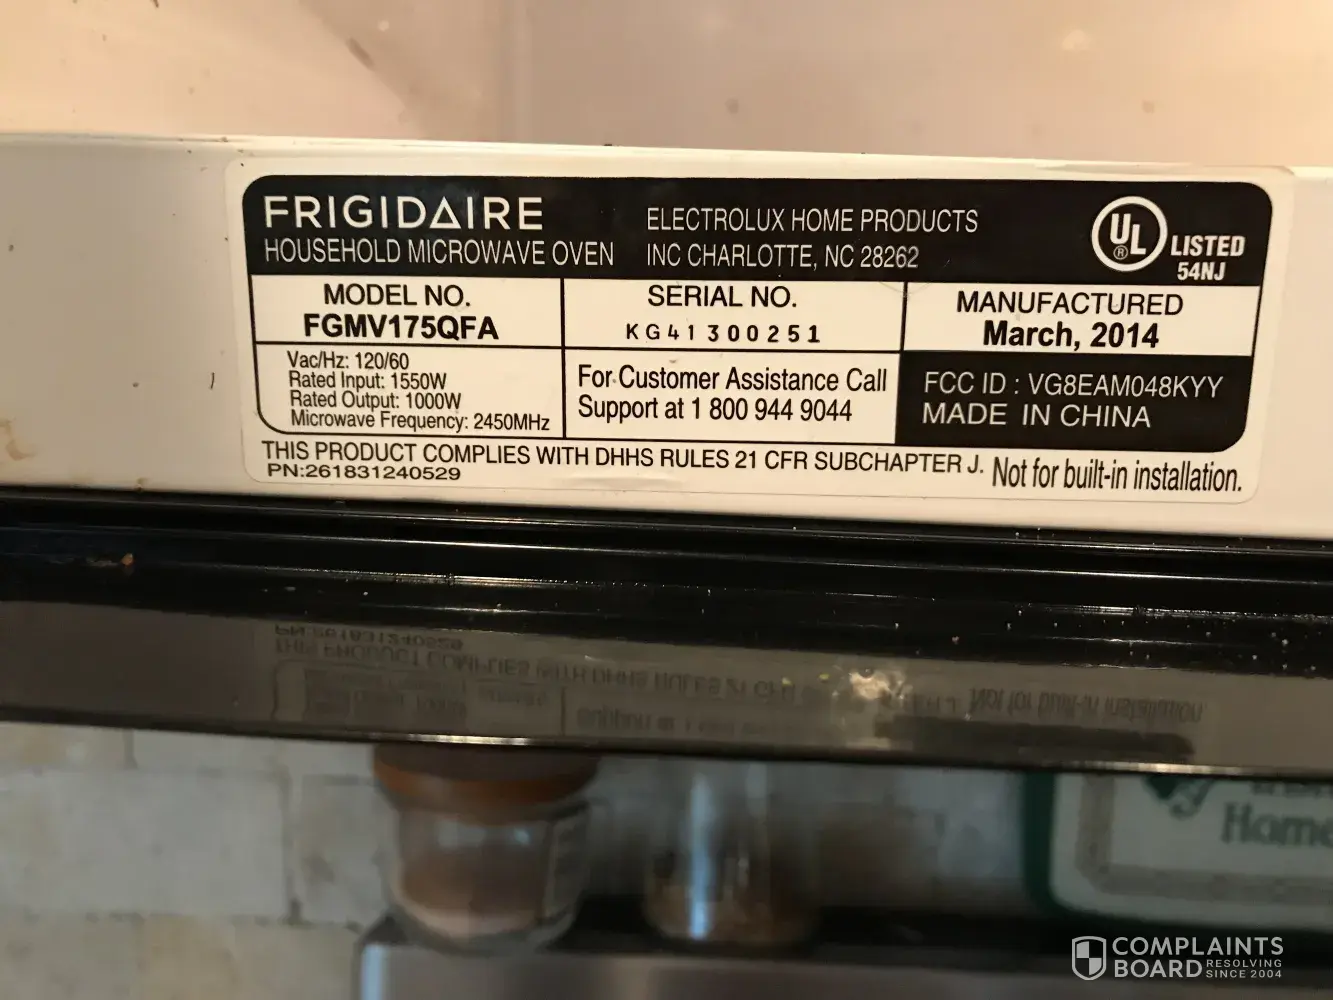 FRIGIDAIRE
HOUSEHOLD MICROWAVE OVEN
ELECTROLUX HOME PRODUCTS
INC CHARLOTTE, NC 28262
UL
®
LISTED
54NJ
MODEL NO.
FGMV175QFA
SERIAL NO.
KG41300251
MANUFACTURED
March, 2014
Vac/Hz: 120/60
Rated Input: 1550W
Rated Output: 1000W
Microwave Frequency: 2450MHz
For Customer Assistance Call
Support at 1 800 944 9044
FCC ID : VG8EAM048KYY
MADE IN CHINA
THIS PRODUCT COMPLIES WITH DHHS RULES 21 CFR SUBCHAPTER J. Not for built-in installation.
PN:261831240529
Home
COMPLAINTS
BOARD RESOLVING
SINCE 2004